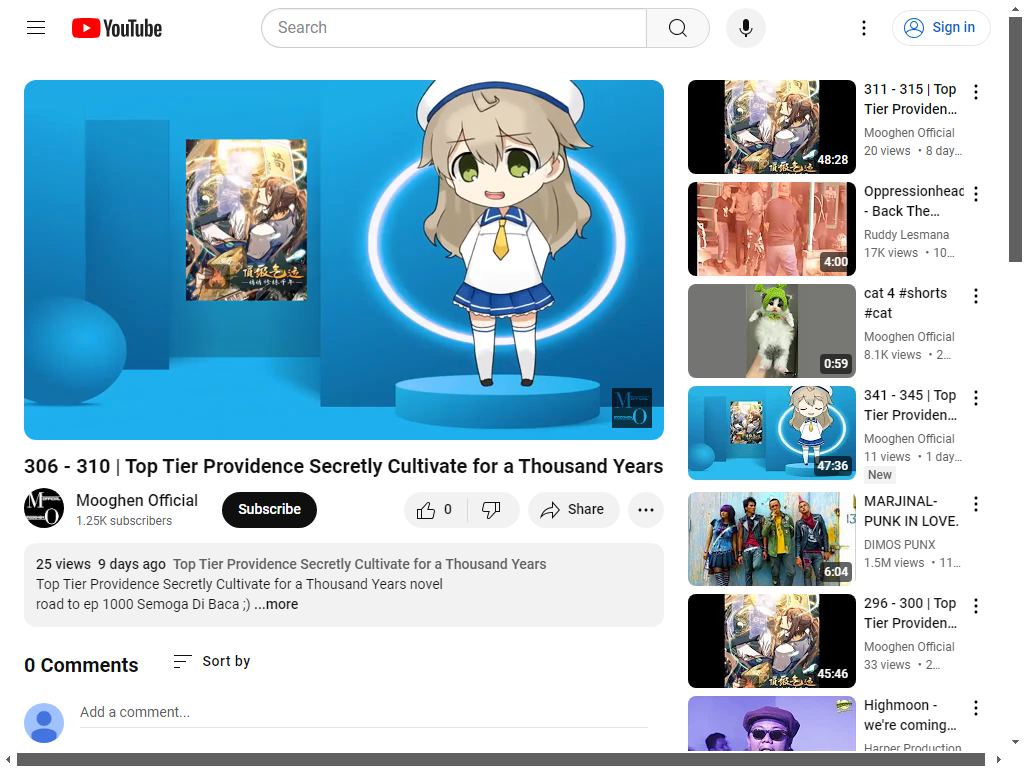 YouTube
Search
Sign in
306 - 310 | Top Tier Providence Secretly Cultivate for a Thousand Years
Mooghen Official
1.25K subscribers
Subscribe
0
Share
25 views 9 days ago Top Tier Providence Secretly Cultivate for a Thousand Years
Top Tier Providence Secretly Cultivate for a Thousand Years novel
road to ep 1000 Semoga Di Baca ;) ...more
0 Comments
Sort by
Add a comment...
48:28
311 - 315 | Top
Tier Providen...
Mooghen Official
20 views • 8 day...
4:00
Oppressionhead
- Back The...
Ruddy Lesmana
17K views • 10...
0:59
cat 4 #shorts
#cat
Mooghen Official
8.1K views • 2...
47:36
341 - 345 | Top
Tier Providen...
Mooghen Official
11 views • 1 day...
New
6:04
MARJINAL-
PUNK IN LOVE.
DIMOS PUNX
1.5M views • 11...
45:46
296 - 300 | Top
Tier Providen...
Mooghen Official
33 views • 2...
Highmoon -
we're coming...
Harper Production